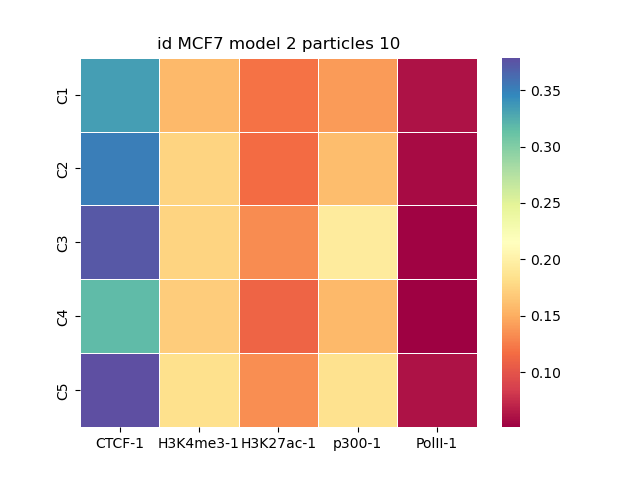 id MCF7 model 2 particles 10
C1
C2
C3
C4
C5
CTCF-1 H3K4me3-1 H3K27ac-1 p300-1 PolII-1
0.35
0.30
0.25
0.20
0.15
0.10